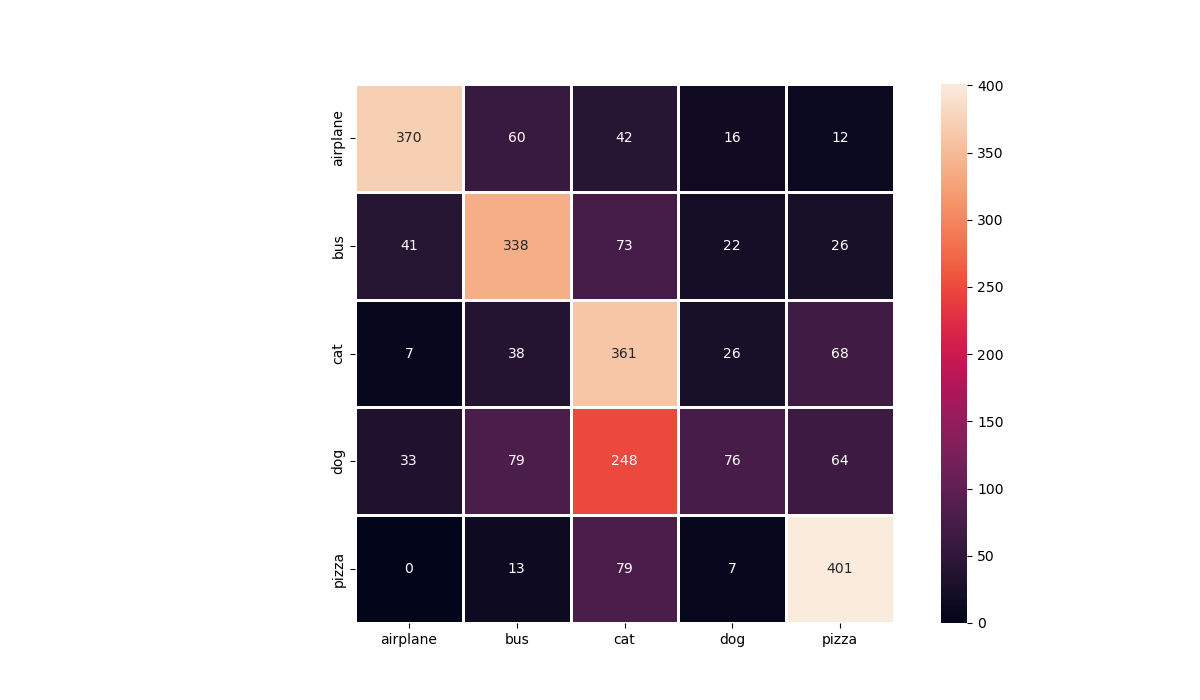 airplane 370 60 42 16 12
bus 41 338 73 22 26
cat 7 38 361 26 68
dog 33 79 248 76 64
pizza 0 13 79 7 401
airplane bus cat dog pizza
400
350
300
250
200
150
100
50
0